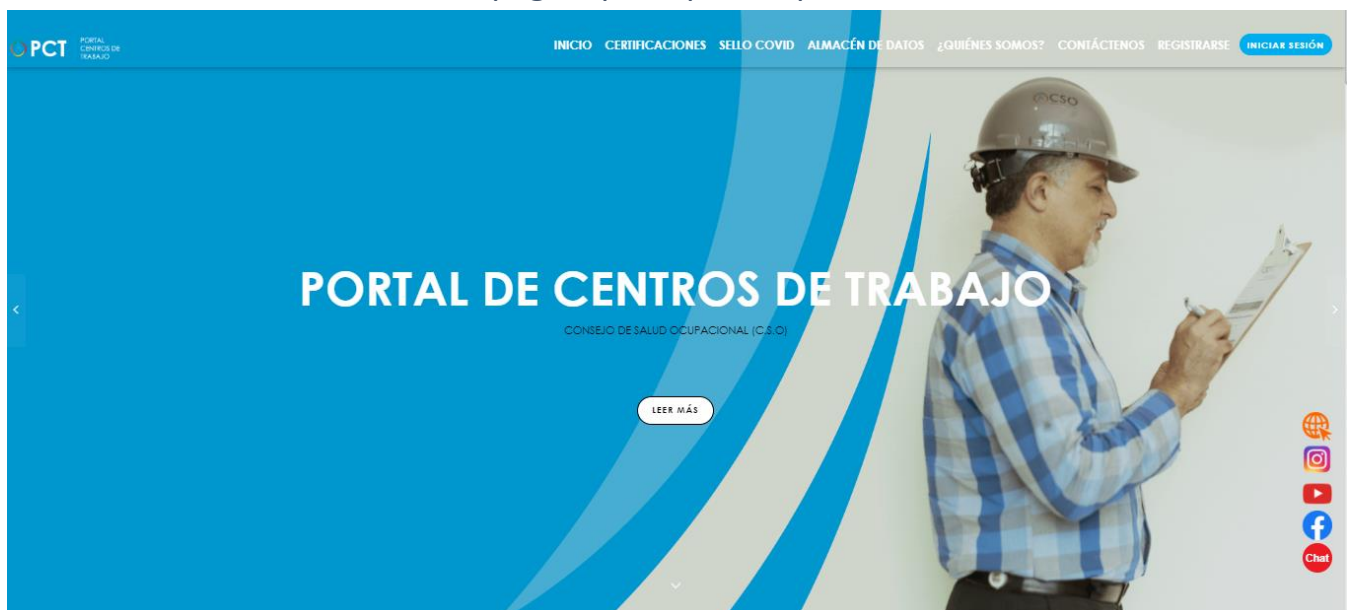 PCT
PORTAL
CENTROS DE
TRABAJO
INICIO CERTIFICACIONES SELLO COVID ALMACÉN DE DATOS ¿QUIÉNES SOMOS? CONTÁCTENOS REGISTRARSE INICIAR SESIÓN
CSO
PORTAL DE CENTROS DE TRABAJO
CONSEJO DE SALUD OCUPACIONAL (C.S.O)
LEER MÁS
Chat